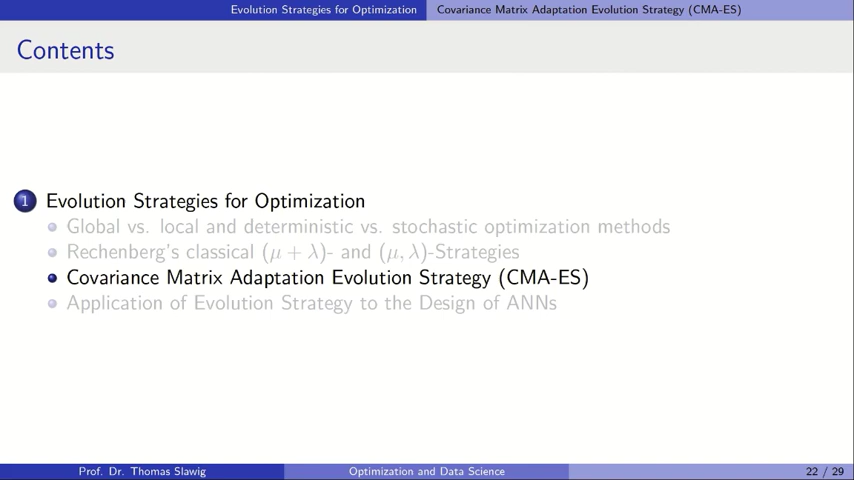 Evolution Strategies for Optimization Covariance Matrix Adaptation Evolution Strategy (CMA-ES)
Contents
1 Evolution Strategies for Optimization
Global vs. local and deterministic vs. stochastic optimization methods
Rechenberg's classical (μ + λ)- and (μ, λ)-Strategies
Covariance Matrix Adaptation Evolution Strategy (CMA-ES)
Application of Evolution Strategy to the Design of ANNs
Prof. Dr. Thomas Slawig Optimization and Data Science 22 / 29